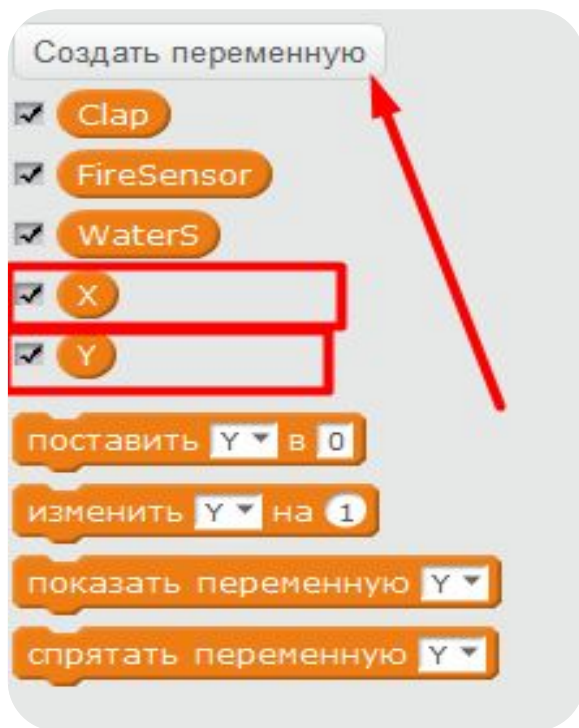 Создать переменную
Clap
FireSensor
WaterS
X
Y
поставить Y в 0
изменить Y на 1
показать переменную Y
спрятать переменную Y